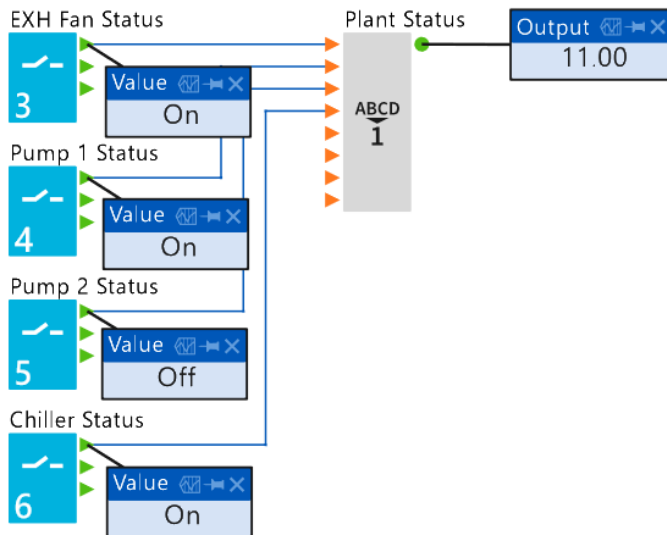 EXH Fan Status
3
Value
On
Plant Status
ABCD
1
Output
11.00
Pump 1 Status
4
Value
On
Pump 2 Status
5
Value
Off
Chiller Status
6
Value
On